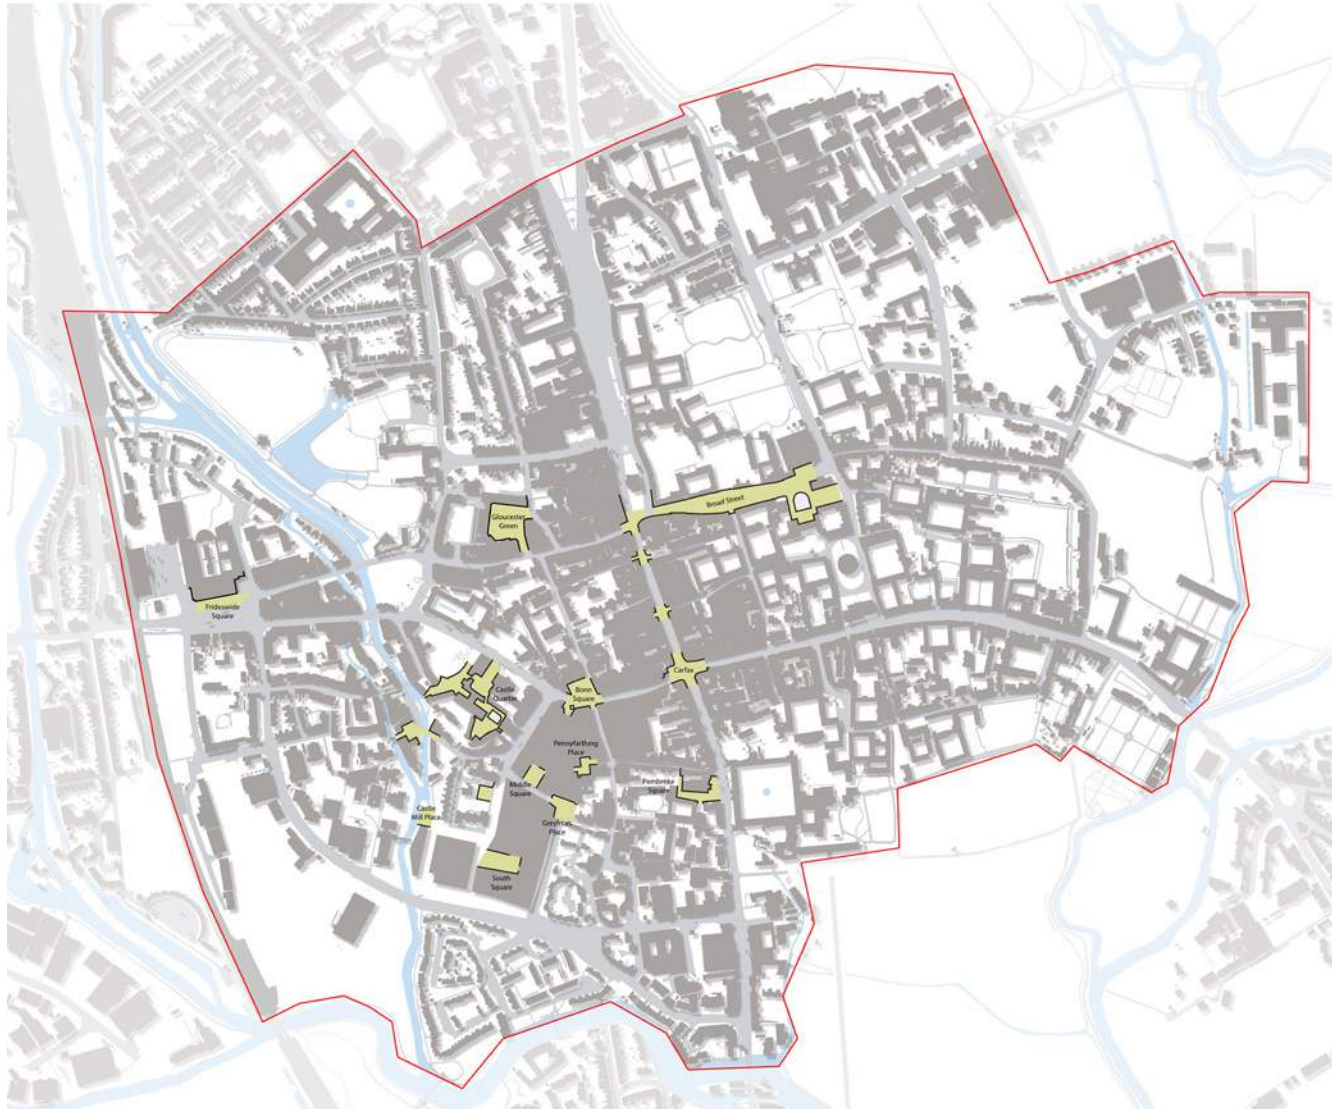 Broad Street
Gloucester
Green
Frideswide
Square
Carfax
Castle
Quarter
Bonn
Square
Pennyfarthing
Place
Middle
Square
Pembroke
Square
Castle
Mill Place
Greyfriars
Place
South
Square